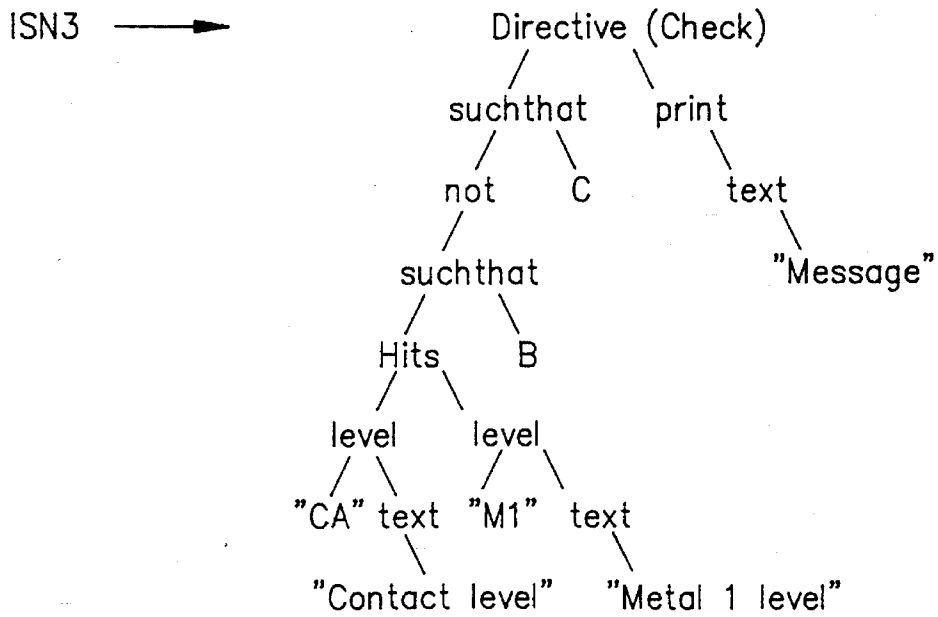 ISN3 Directive (Check)
suchthat print
not C text
suchthat "Message"
Hits B
level level
"CA" text "M1" text
"Contact level" "Metal 1 level"